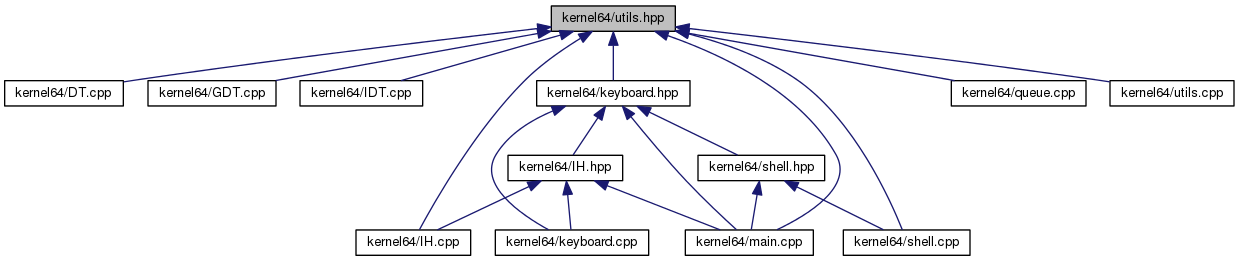 kernel64/utils.hpp
kernel64/DT.cpp
kernel64/GDT.cpp
kernel64/IDT.cpp
kernel64/keyboard.hpp
kernel64/queue.cpp
kernel64/utils.cpp
kernel64/IH.hpp
kernel64/shell.hpp
kernel64/IH.cpp
kernel64/keyboard.cpp
kernel64/main.cpp
kernel64/shell.cpp